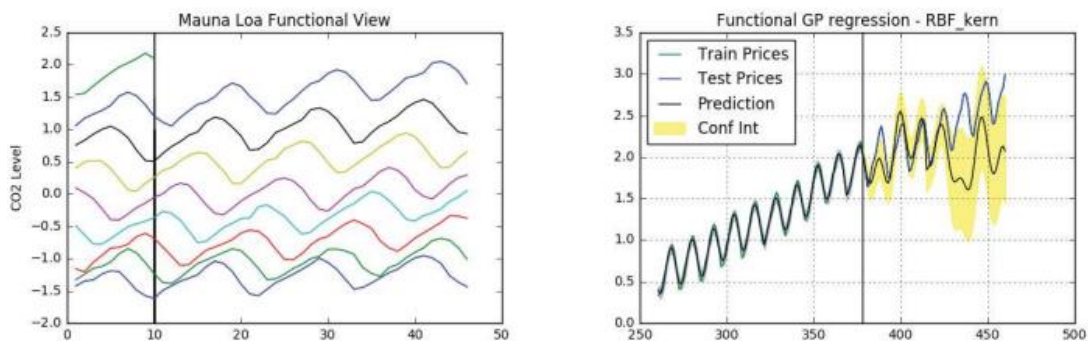 Mauna Loa Functional View
CO2 Level
2.5
2.0
1.5
1.0
0.5
0.0
−0.5
−1.0
−1.5
−2.0
0 10 20 30 40 50
Functional GP regression - RBF_kern
Train Prices
Test Prices
Prediction
Conf Int
3.5
3.0
2.5
2.0
1.5
1.0
0.5
0.0
250 300 350 400 450 500